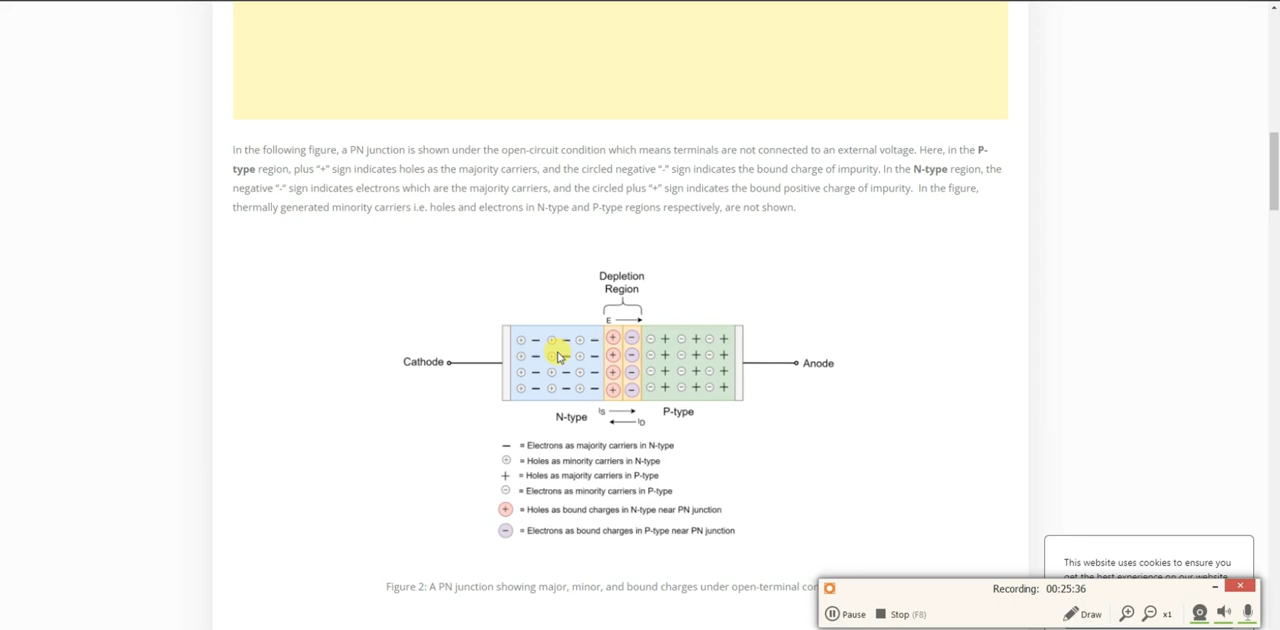 In the following figure, a PN junction is shown under the open-circuit condition which means terminals are not connected to an external voltage. Here, in the P-
type region, plus “+” sign indicates holes as the majority carriers, and the circled negative “-” sign indicates the bound charge of impurity. In the N-type region, the
negative “-” sign indicates electrons which are the majority carriers, and the circled plus “+” sign indicates the bound positive charge of impurity.  In the figure,
thermally generated minority carriers i.e. holes and electrons in N-type and P-type regions respectively, are not shown.
Depletion
Region
E
Cathode
Anode
N-type
IS
P-type
ID
− = Electrons as majority carriers in N-type
⊕ = Holes as minority carriers in N-type
+ = Holes as majority carriers in P-type
⊖ = Electrons as minority carriers in P-type
+ = Holes as bound charges in N-type near PN junction
− = Electrons as bound charges in P-type near PN junction
Figure 2: A PN junction showing major, minor, and bound charges under open-terminal
This website uses cookies to ensure you
get the best experience on our website
Recording: 00:25:36
Pause
Stop (F8)
Draw
x1